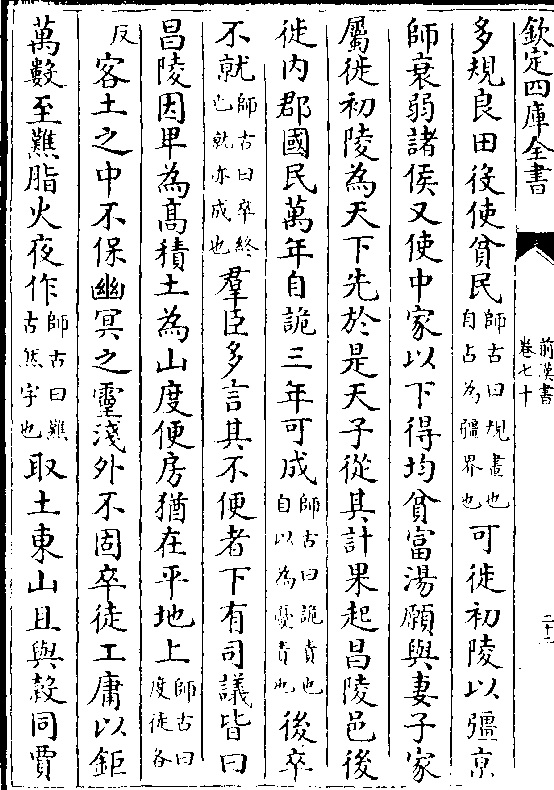 欽定四庫全書
前漢書
卷七十
二十二
多規良田役使貧民師古曰規畫也自占為彊界也可徙初陵以彊京
師衰弱諸侯又使中家以下得均貧富湯願與妻子家
屬徙初陵為天下先於是天子從其計果起昌陵邑後
徙内郡國民萬年自詭三年可成師古曰詭責也自以為憂責也後卒
不就師古曰卒終也就亦成也羣臣多言其不便者下有司議皆曰
昌陵因卑為高積土為山度便房猶在平地上師古曰度徒各
反客土之中不保幽冥之靈淺外不固卒徒工庸以鉅
萬數至難脂火夜作師古曰難古然字也取土東山且與穀同賈